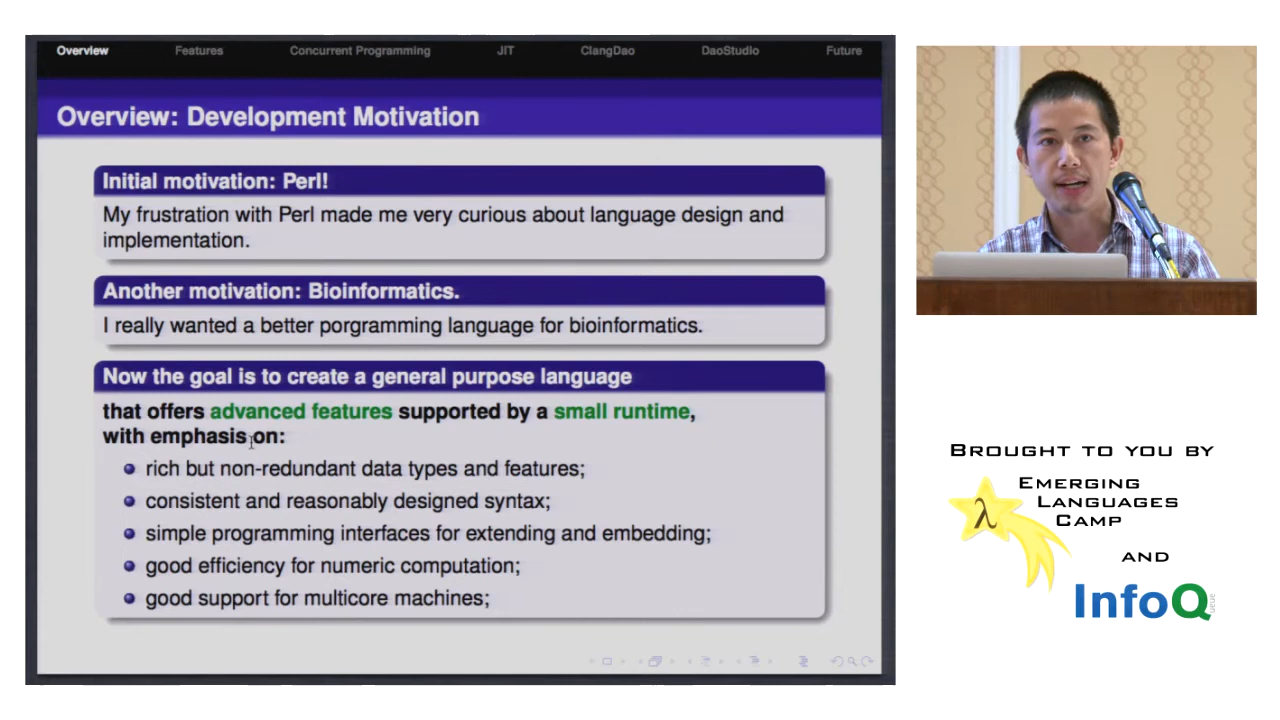 Overview Features Concurrent Programming JIT ClangDao DaoStudio Future
Overview: Development Motivation
Initial motivation: Perl!
My frustration with Perl made me very curious about language design and
implementation.
Another motivation: Bioinformatics.
I really wanted a better porgramming language for bioinformatics.
Now the goal is to create a general purpose language
that offers advanced features supported by a small runtime,
with emphasis on:
rich but non-redundant data types and features;
consistent and reasonably designed syntax;
simple programming interfaces for extending and embedding;
good efficiency for numeric computation;
good support for multicore machines;
BROUGHT TO YOU BY
EMERGING
LANGUAGES
CAMP
λ
AND
InfoQ
ueue